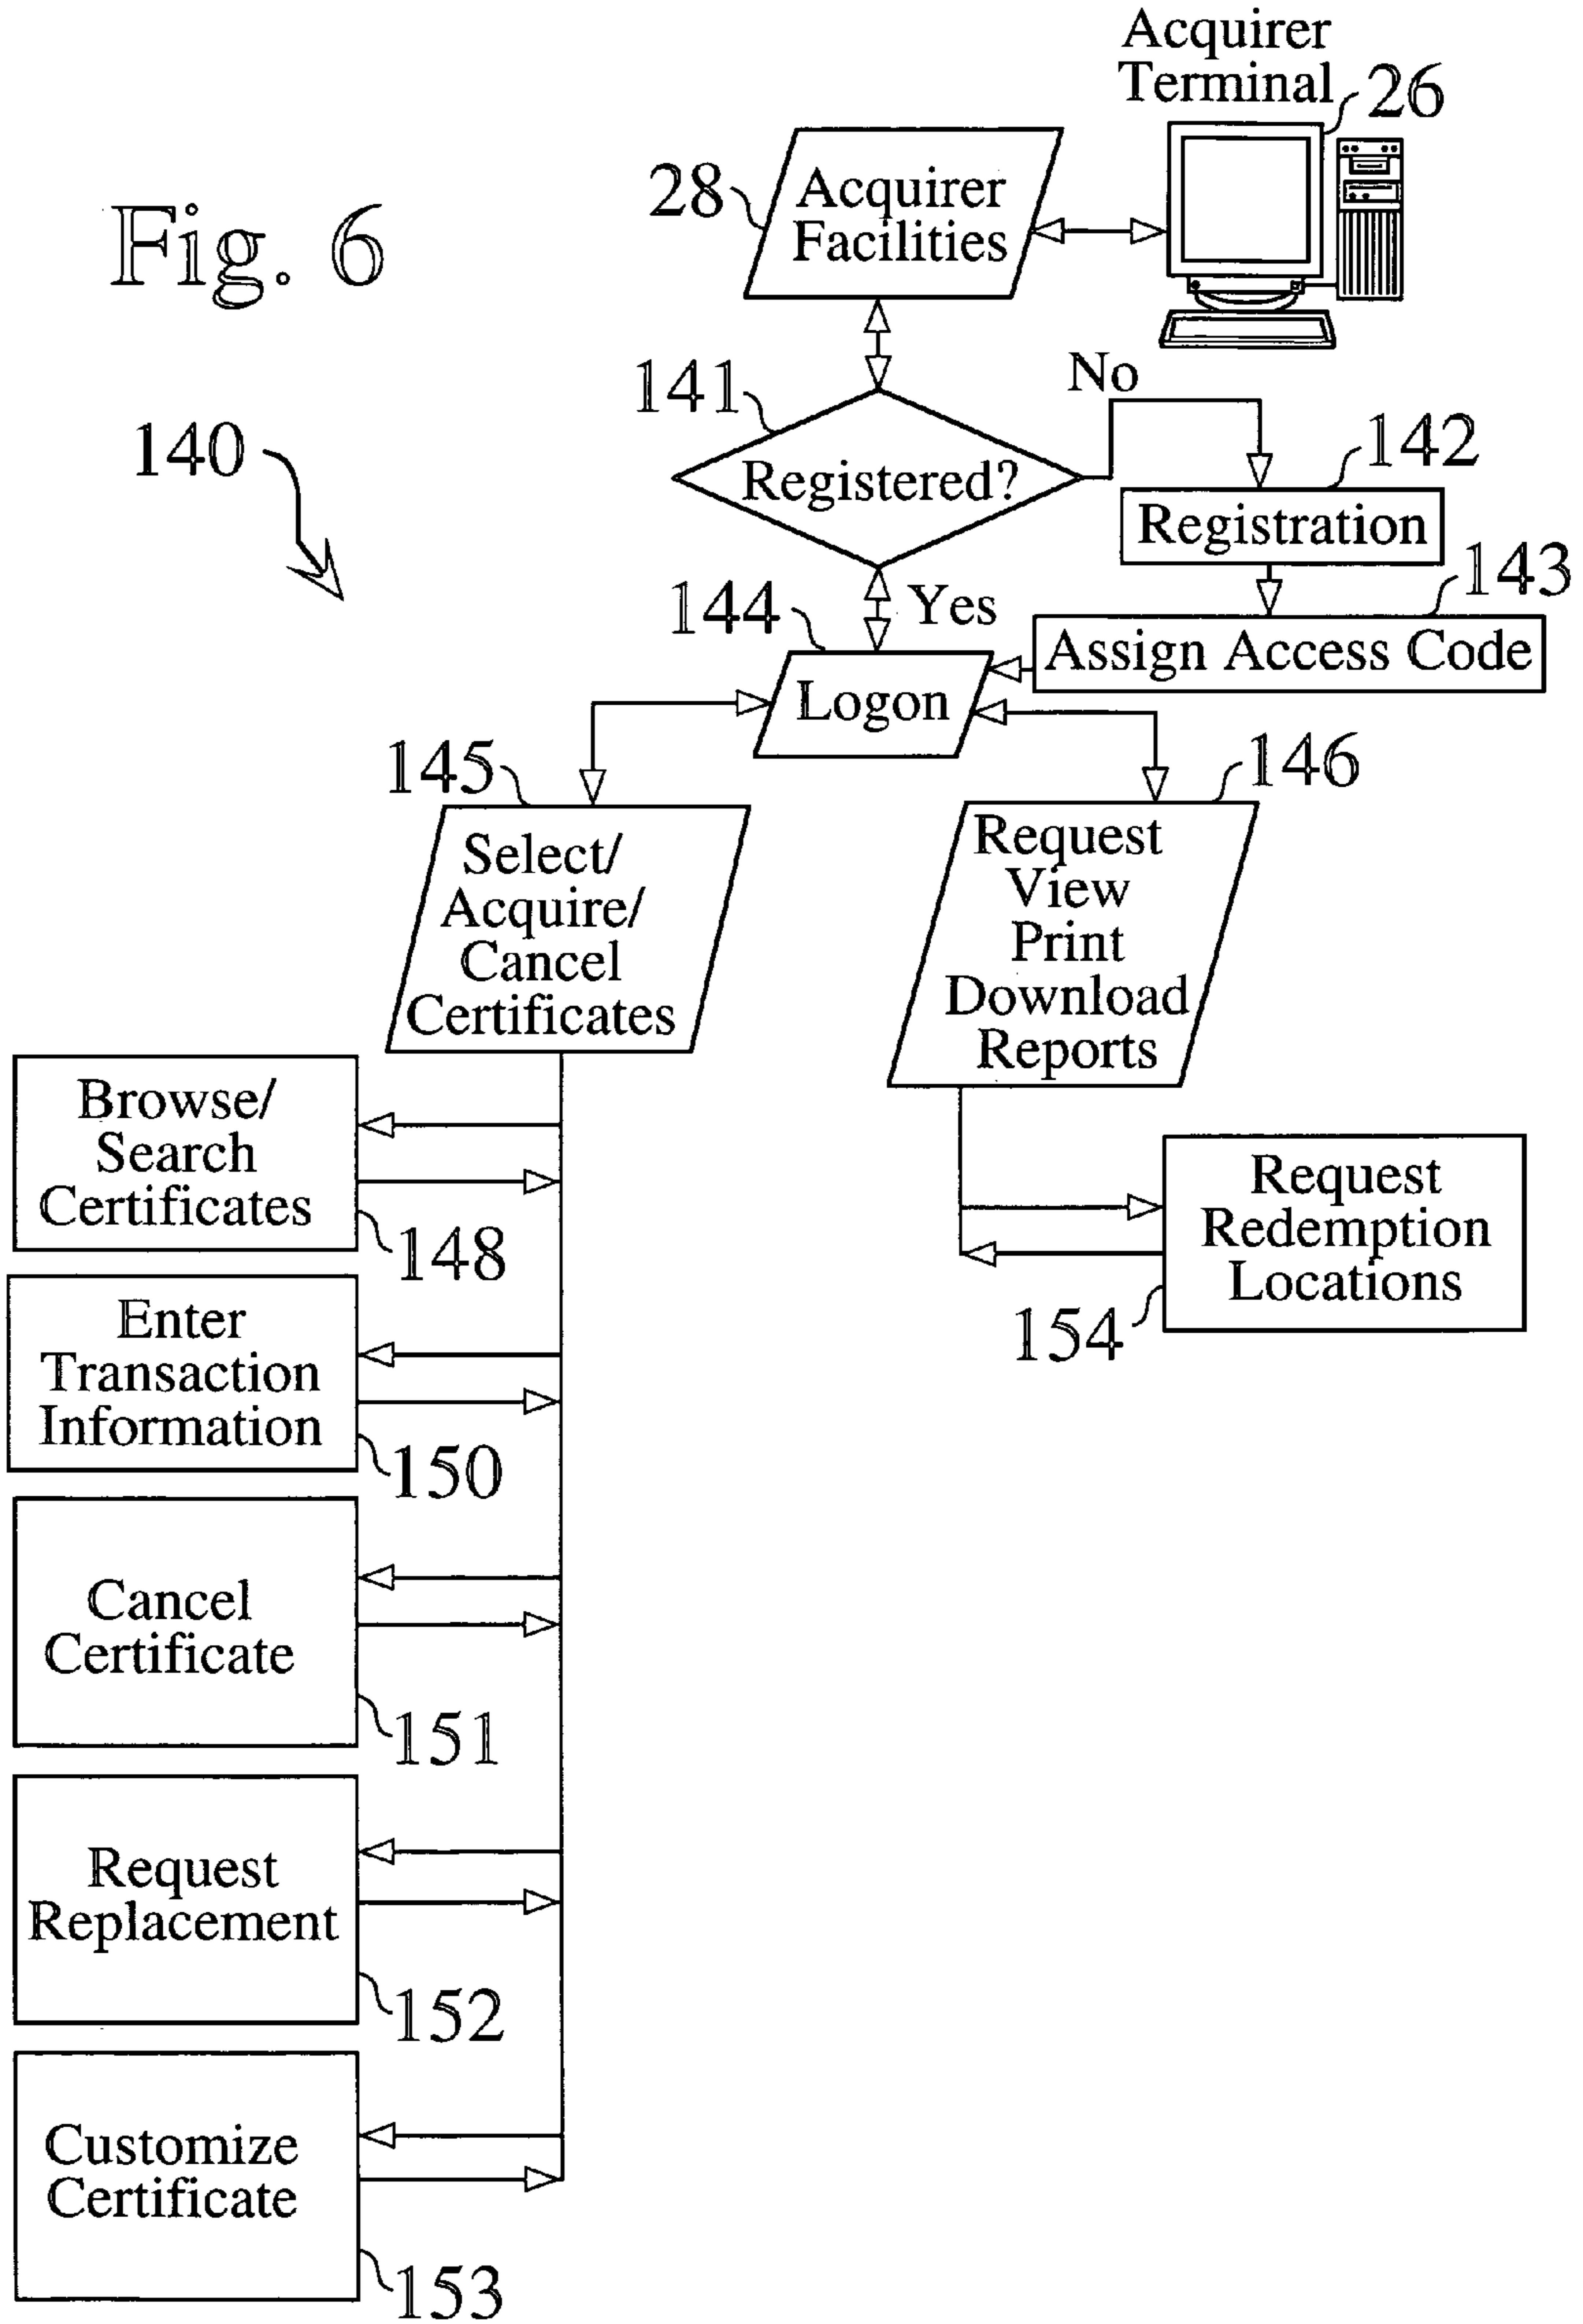 Fig. 6
Acquirer
Terminal
26
28
Acquirer
Facilities
140
141
Registered?
No
142
Registration
143
Assign Access Code
144
Yes
Logon
145
Select/
Acquire/
Cancel
Certificates
146
Request
View
Print
Download
Reports
Browse/
Search
Certificates
148
Enter
Transaction
Information
150
Cancel
Certificate
151
Request
Replacement
152
Customize
Certificate
153
Request
Redemption
Locations
154